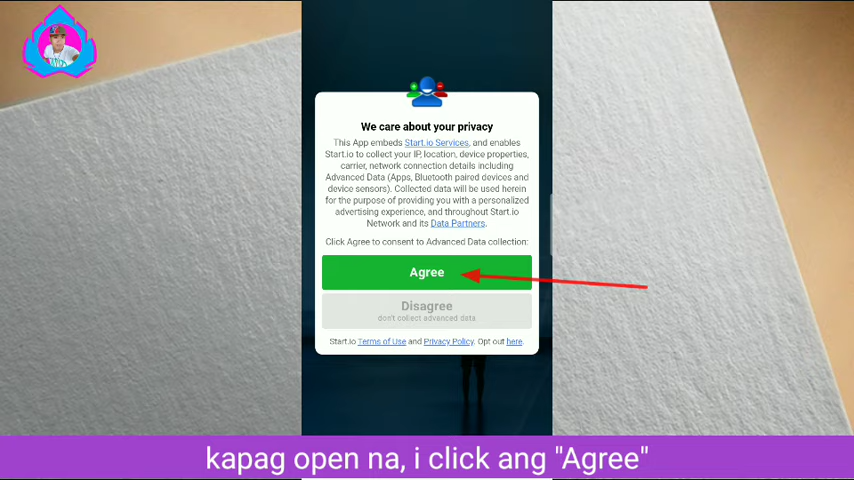 We care about your privacy
This App embeds Start.io Services, and enables
Start.io to collect your IP, location, device properties,
carrier, network connection details including
Advanced Data (Apps, Bluetooth paired devices and
device sensors). Collected data will be used herein
for the purpose of providing you with a personalized
advertising experience, and throughout Start.io
Network and its Data Partners.
Click Agree to consent to Advanced Data collection:
Agree
Disagree
don't collect advanced data
Start.io Terms of Use and Privacy Policy. Opt out here.
kapag open na, i click ang "Agree"